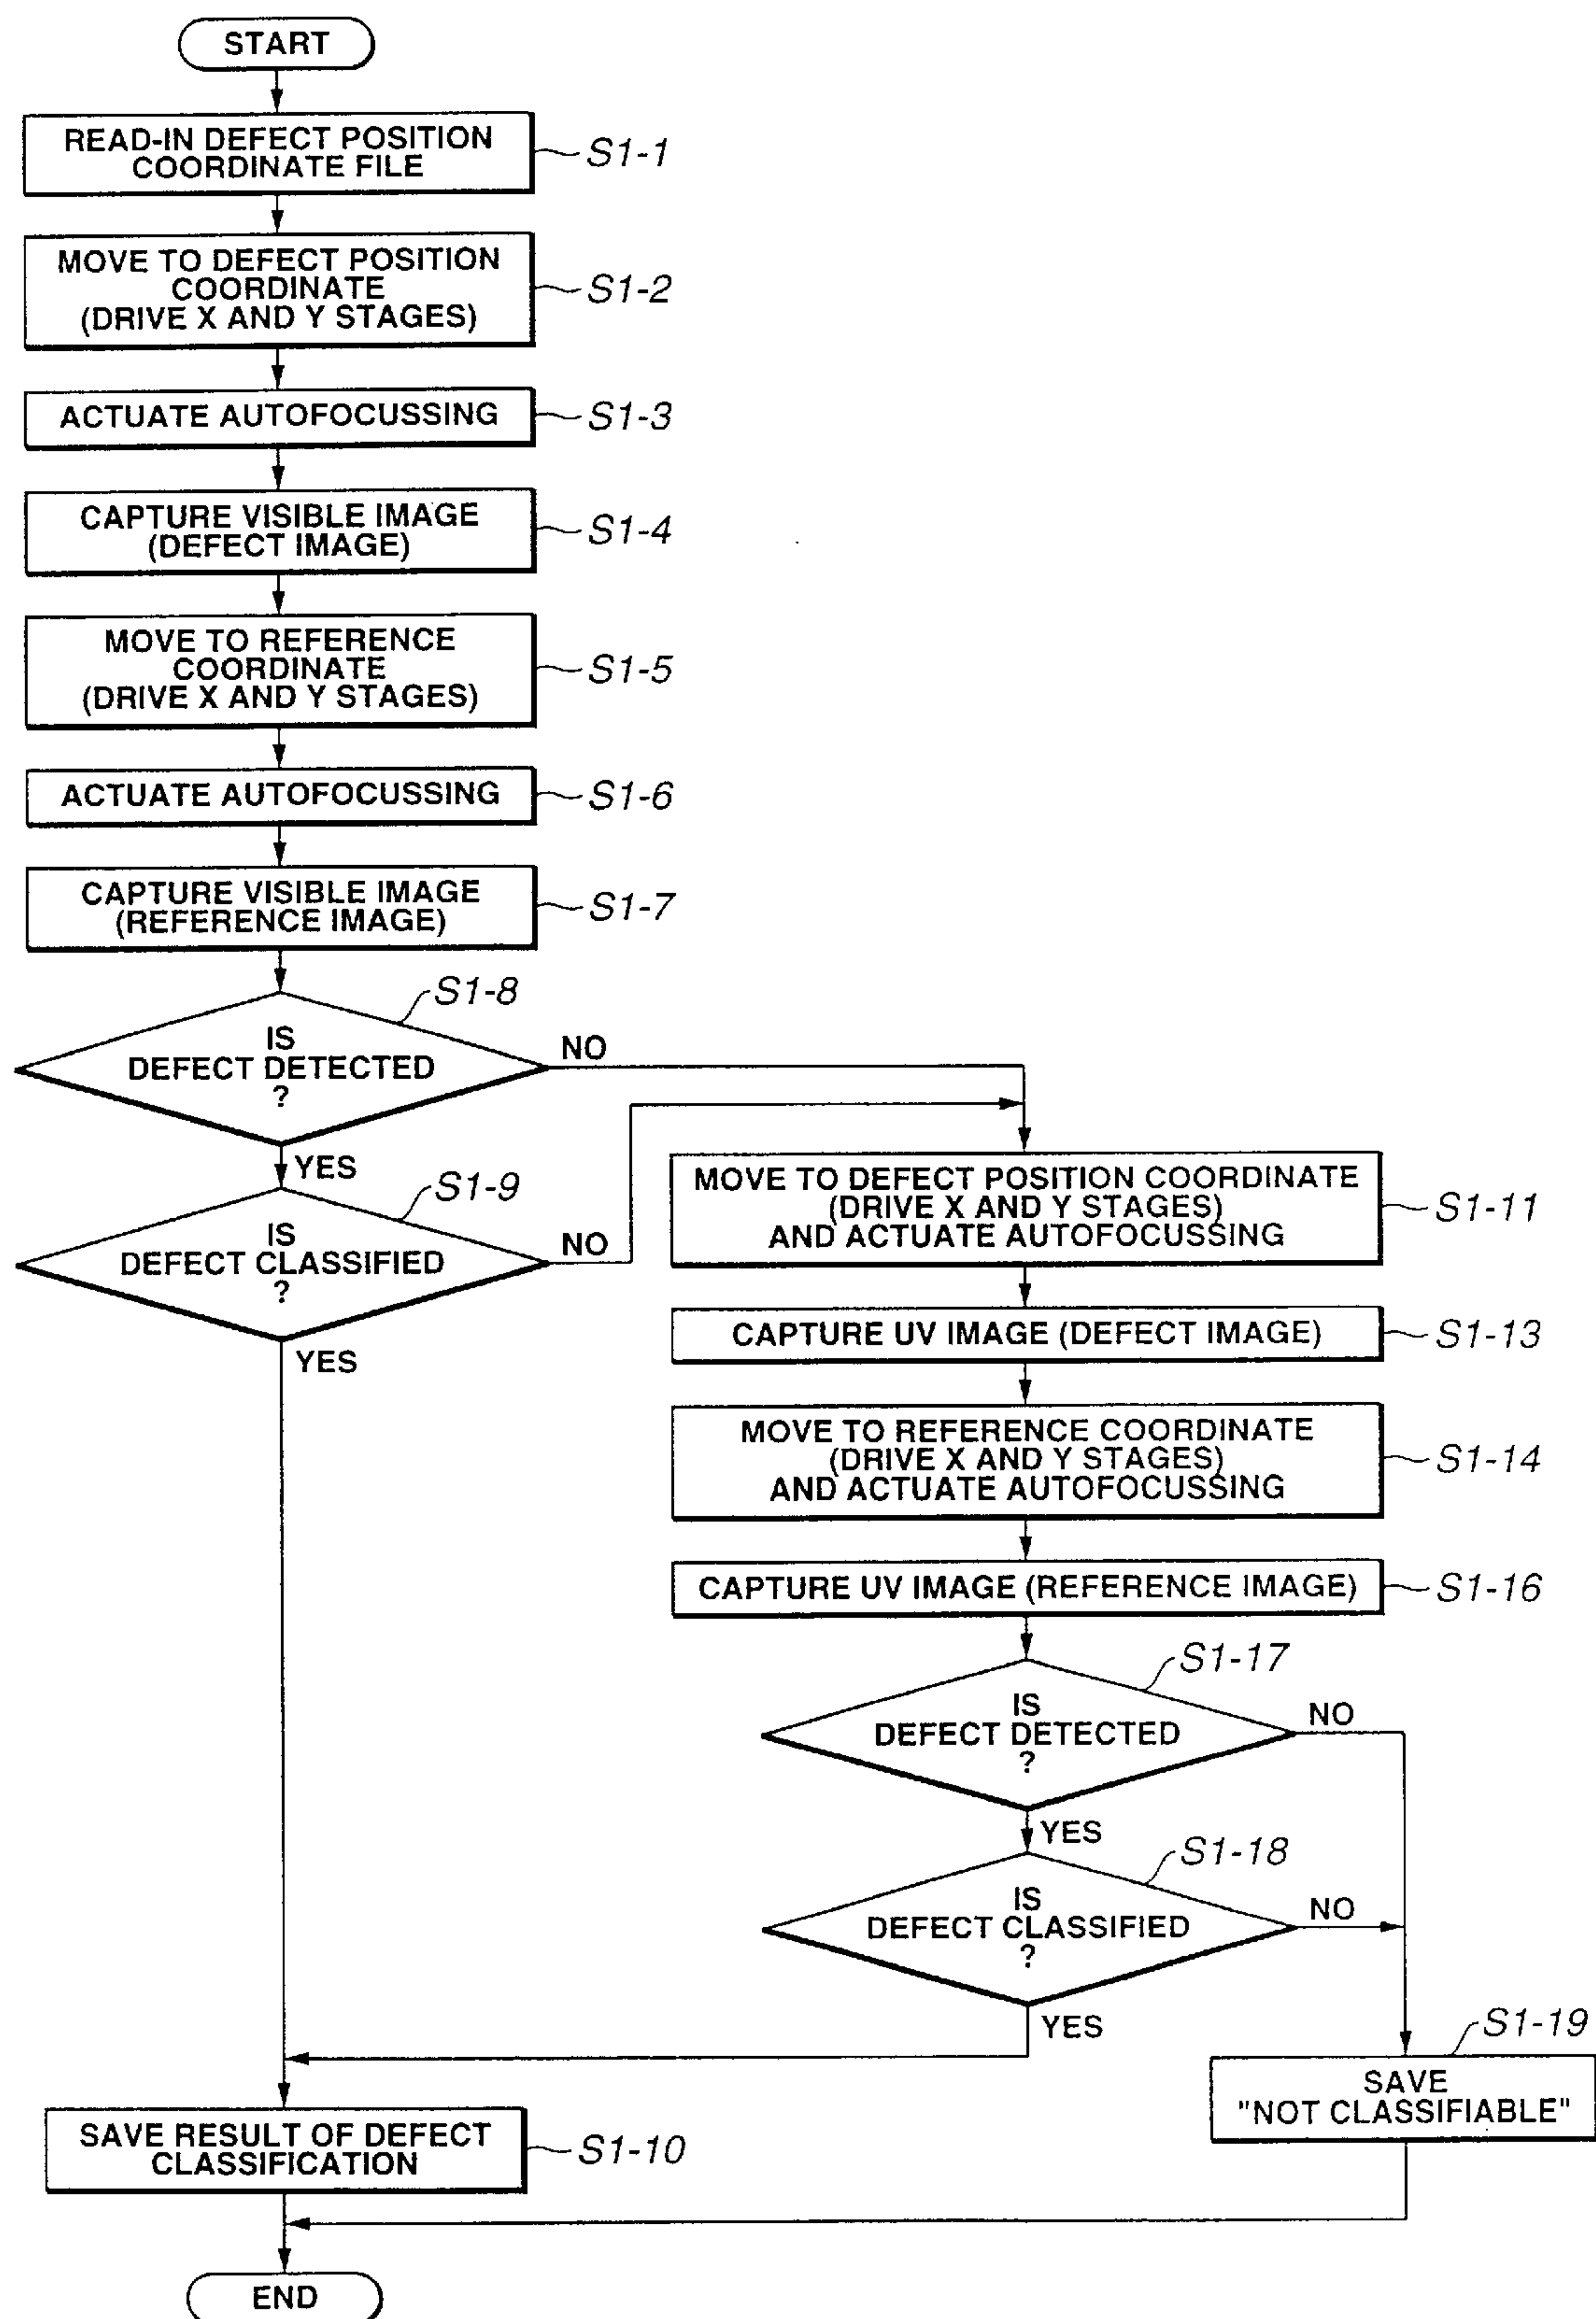 START
READ-IN DEFECT POSITION
COORDINATE FILE
S1-1
MOVE TO DEFECT POSITION
COORDINATE
(DRIVE X AND Y STAGES)
S1-2
ACTUATE AUTOFOCUSSING
S1-3
CAPTURE VISIBLE IMAGE
(DEFECT IMAGE)
S1-4
MOVE TO REFERENCE
COORDINATE
(DRIVE X AND Y STAGES)
S1-5
ACTUATE AUTOFOCUSSING
S1-6
CAPTURE VISIBLE IMAGE
(REFERENCE IMAGE)
S1-7
S1-8
IS
DEFECT DETECTED
?
NO
YES
S1-9
IS
DEFECT CLASSIFIED
?
NO
YES
MOVE TO DEFECT POSITION COORDINATE
(DRIVE X AND Y STAGES)
AND ACTUATE AUTOFOCUSSING
S1-11
CAPTURE UV IMAGE (DEFECT IMAGE)
S1-13
MOVE TO REFERENCE COORDINATE
(DRIVE X AND Y STAGES)
AND ACTUATE AUTOFOCUSSING
S1-14
CAPTURE UV IMAGE (REFERENCE IMAGE)
S1-16
S1-17
IS
DEFECT DETECTED
?
NO
YES
S1-18
IS
DEFECT CLASSIFIED
?
NO
YES
S1-19
SAVE
"NOT CLASSIFIABLE"
SAVE RESULT OF DEFECT
CLASSIFICATION
S1-10
END